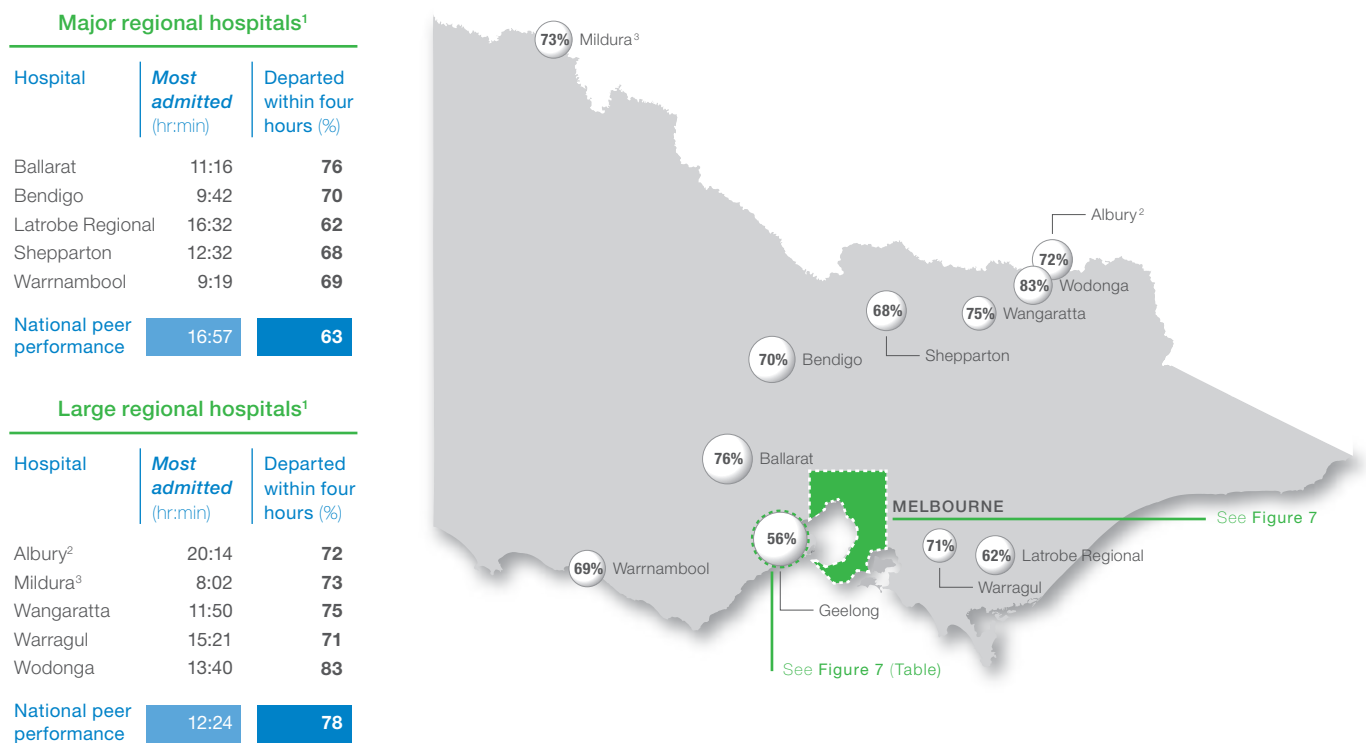 Major regional hospitals¹
Hospital
Most admitted (hr:min)
Departed within four hours (%)
Ballarat 11:16 76
Bendigo 9:42 70
Latrobe Regional 16:32 62
Shepparton 12:32 68
Warrnambool 9:19 69
National peer performance 16:57 63
Large regional hospitals¹
Hospital
Most admitted (hr:min)
Departed within four hours (%)
Albury² 20:14 72
Mildura³ 8:02 73
Wangaratta 11:50 75
Warragul 15:21 71
Wodonga 13:40 83
National peer performance 12:24 78
73% Mildura³
Albury²
72%
83% Wodonga
68%
75% Wangaratta
Shepparton
70% Bendigo
76% Ballarat
MELBOURNE
See Figure 7
56%
71%
62% Latrobe Regional
69% Warrnambool
Warragul
Geelong
See Figure 7 (Table)